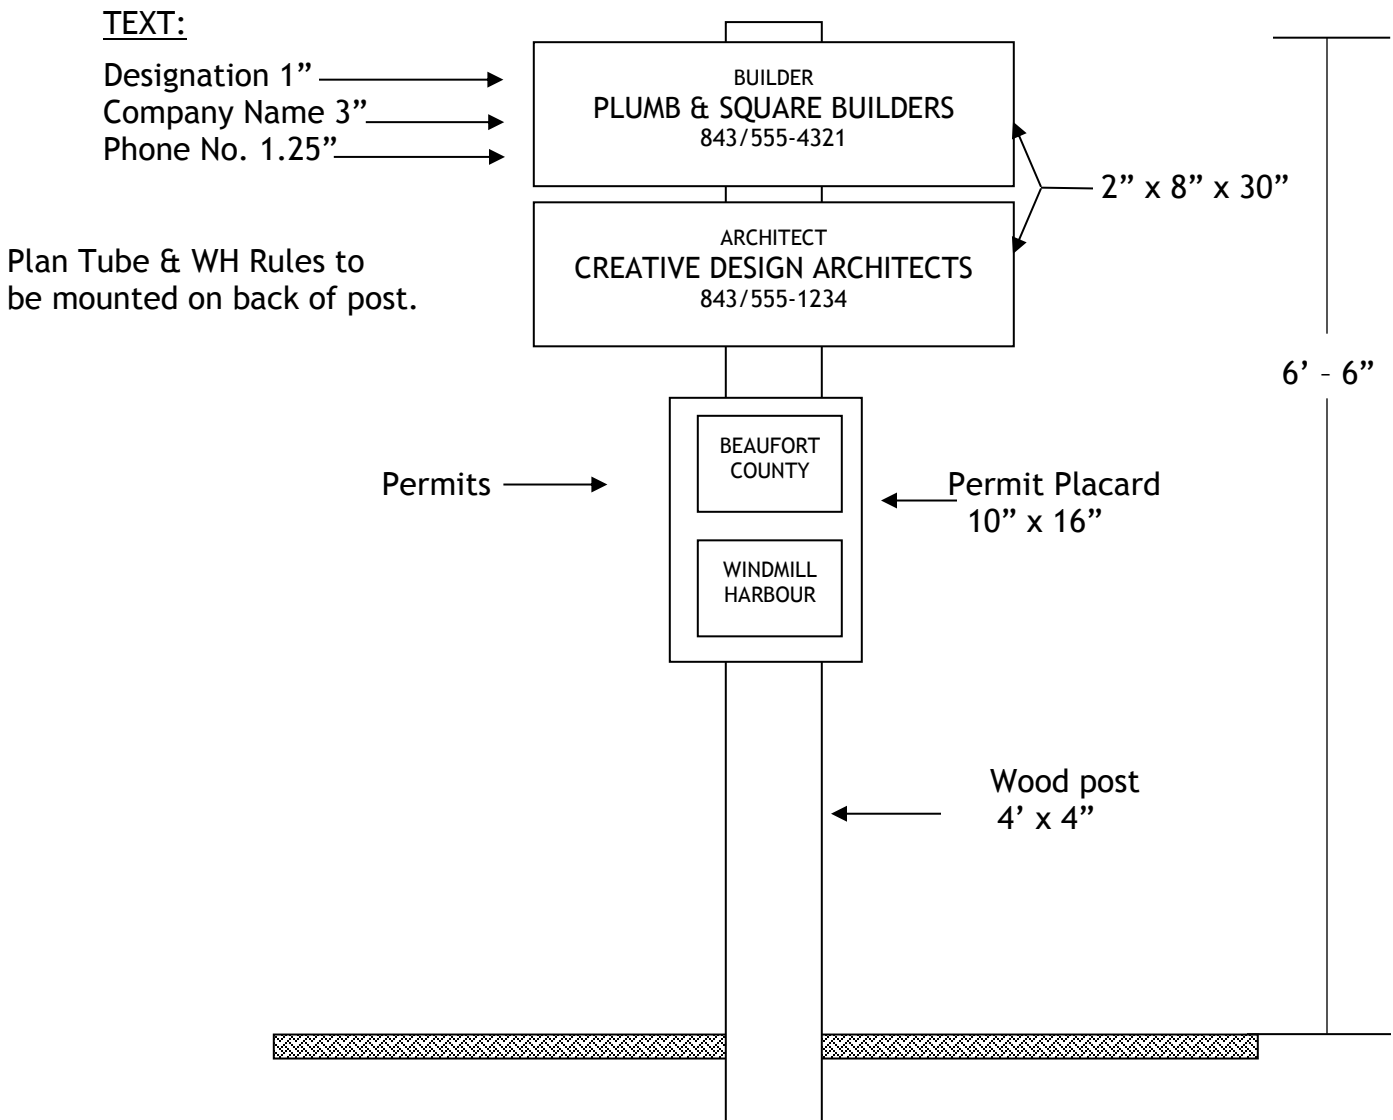 TEXT:
Designation 1”
Company Name 3”
Phone No. 1.25”
BUILDER
PLUMB & SQUARE BUILDERS
843/555-4321
2” x 8” x 30”
Plan Tube & WH Rules to
be mounted on back of post.
ARCHITECT
CREATIVE DESIGN ARCHITECTS
843/555-1234
6’ – 6”
BEAUFORT
COUNTY
Permits
Permit Placard
10” x 16”
WINDMILL
HARBOUR
Wood post
4’ x 4”